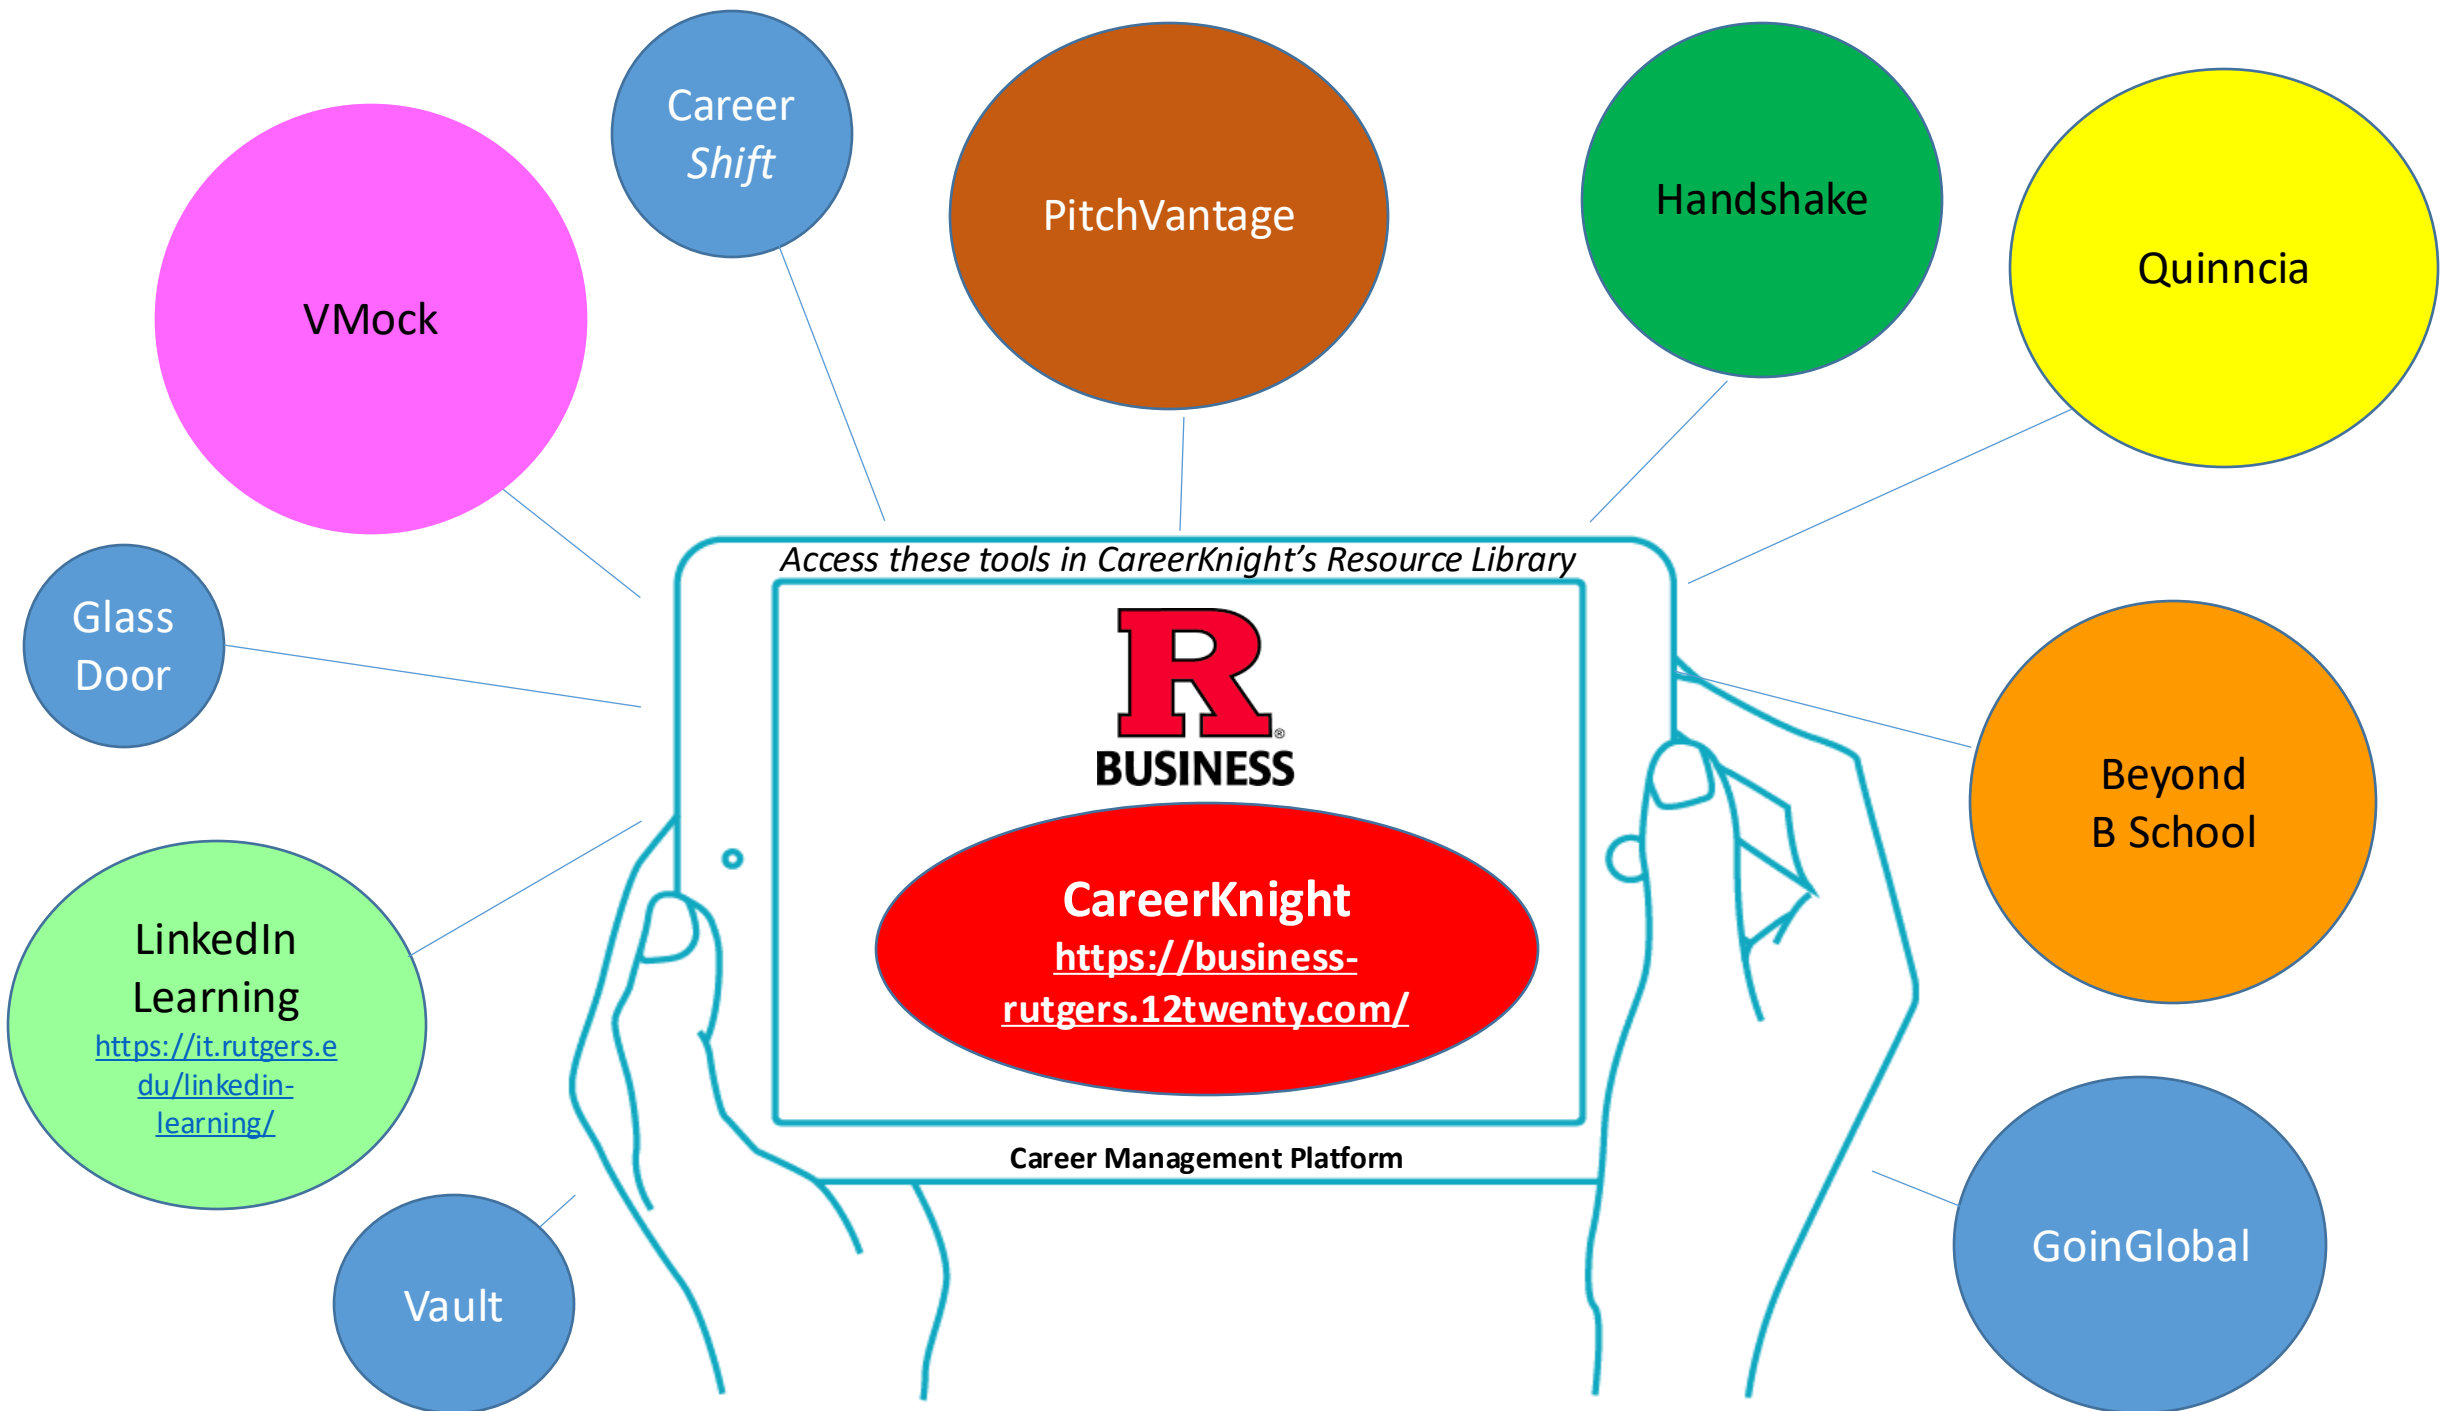 Career
Shift
PitchVantage
Handshake
Quinncia
VMock
Glass
Door
Access these tools in CareerKnight's Resource Library
R
®
BUSINESS
CareerKnight
https://business-
rutgers.12twenty.com/
Career Management Platform
Beyond
B School
LinkedIn
Learning
https://it.rutgers.e
du/linkedin-
learning/
Vault
GoinGlobal